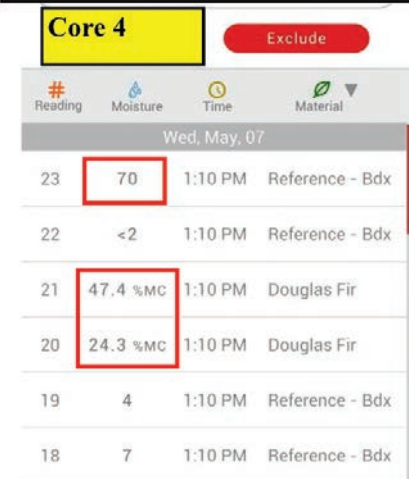 Core 4
Exclude
# Reading Moisture Time Material ▼
Wed, May, 07
23 70 1:10 PM Reference - Bdx
22 <2 1:10 PM Reference - Bdx
21 47.4 %MC 1:10 PM Douglas Fir
20 24.3 %MC 1:10 PM Douglas Fir
19 4 1:10 PM Reference - Bdx
18 7 1:10 PM Reference - Bdx